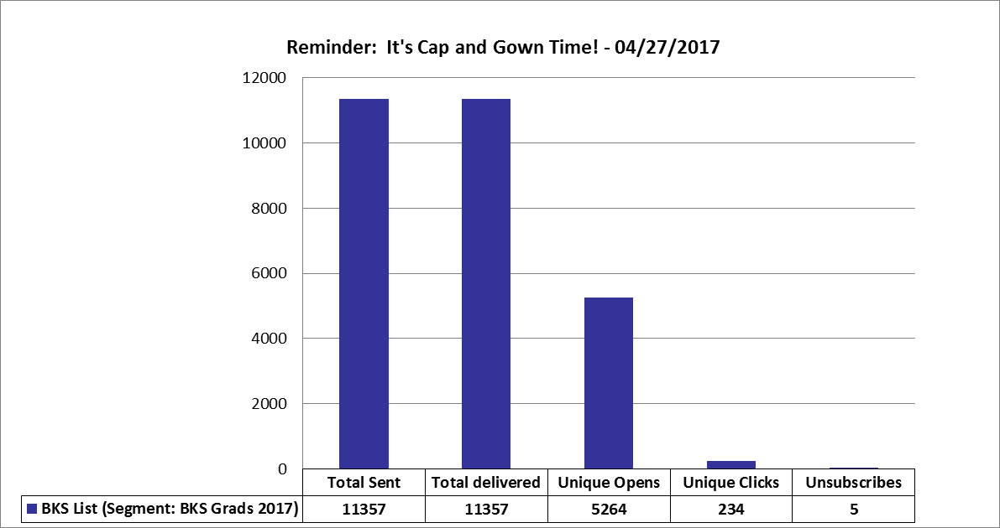 Reminder:  It's Cap and Gown Time! - 04/27/2017
12000
10000
8000
6000
4000
2000
0
Total Sent Total delivered Unique Opens Unique Clicks Unsubscribes
BKS List (Segment: BKS Grads 2017) 11357 11357 5264 234 5